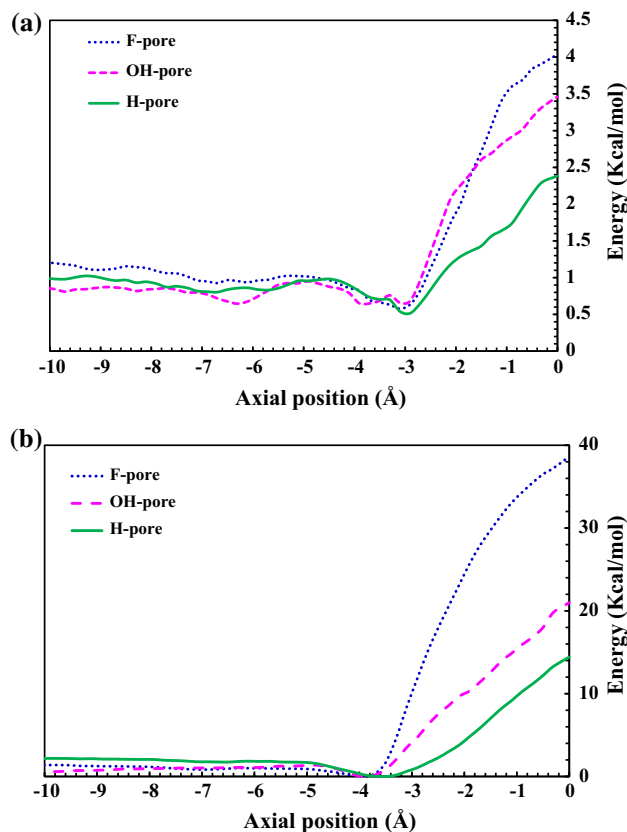 (a)
F-pore
OH-pore
H-pore
4.5
4
3.5
3
2.5
2
1.5
1
0.5
0
Energy (Kcal/mol)
-10 -9 -8 -7 -6 -5 -4 -3 -2 -1 0
Axial position (Å)
(b)
F-pore
OH-pore
H-pore
40
30
20
10
0
Energy (Kcal/mol)
-10 -9 -8 -7 -6 -5 -4 -3 -2 -1 0
Axial position (Å)